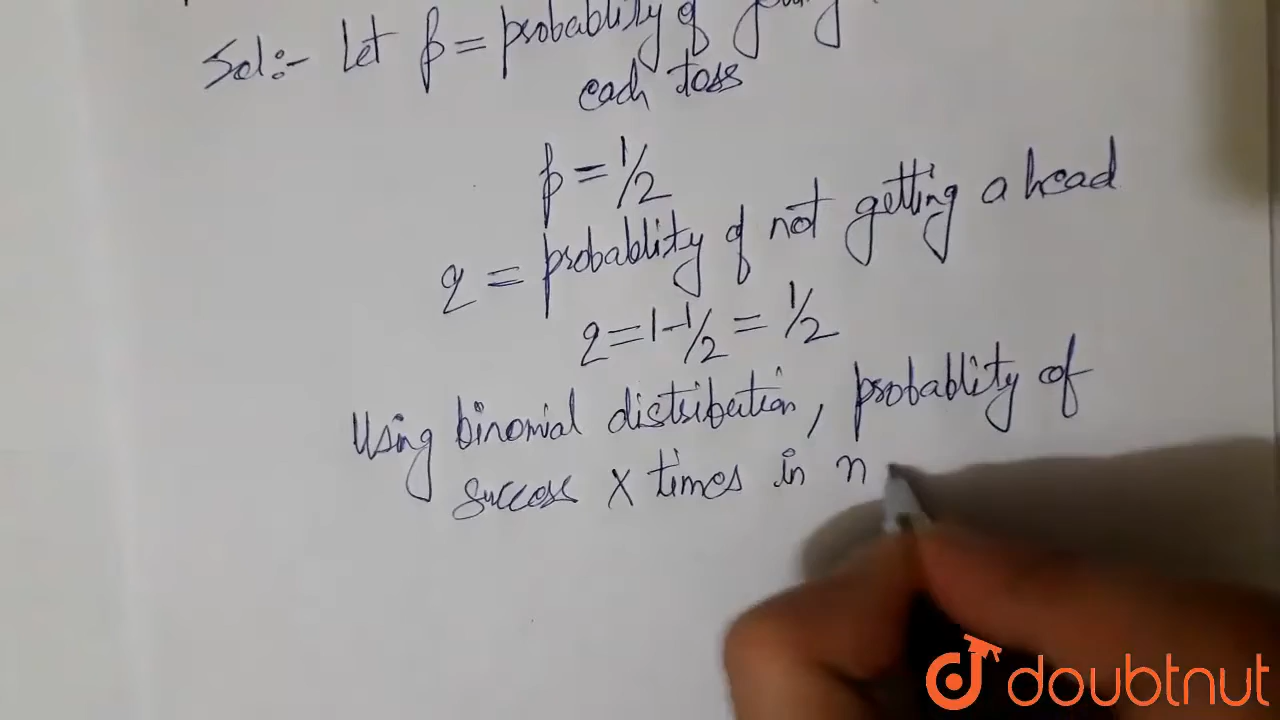 Sol:- Let p = probablity of
each toss
p = 1/2
q = probablity of not getting a head
q = 1 - 1/2 = 1/2
Using binomial distribution, probablity of
success X times in n
doubtnut